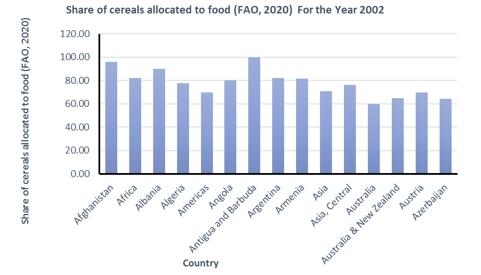 Share of cereals allocated to food (FAO, 2020) For the Year 2002
Share of cereals allocated to food (FAO, 2020)
120.00
100.00
80.00
60.00
40.00
20.00
0.00
Afghanistan
Africa
Albania
Algeria
Americas
Angola
Antigua and Barbuda
Argentina
Armenia
Asia
Asia, Central
Australia
Australia & New Zealand
Austria
Azerbaijan
Country